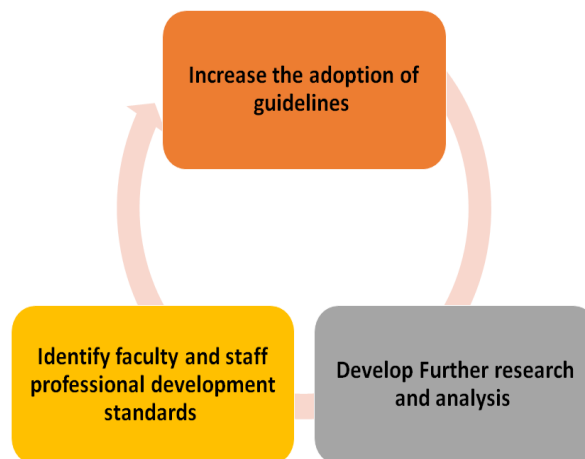 Increase the adoption of
guidelines
Identify faculty and staff
professional development
standards
Develop Further research
and analysis